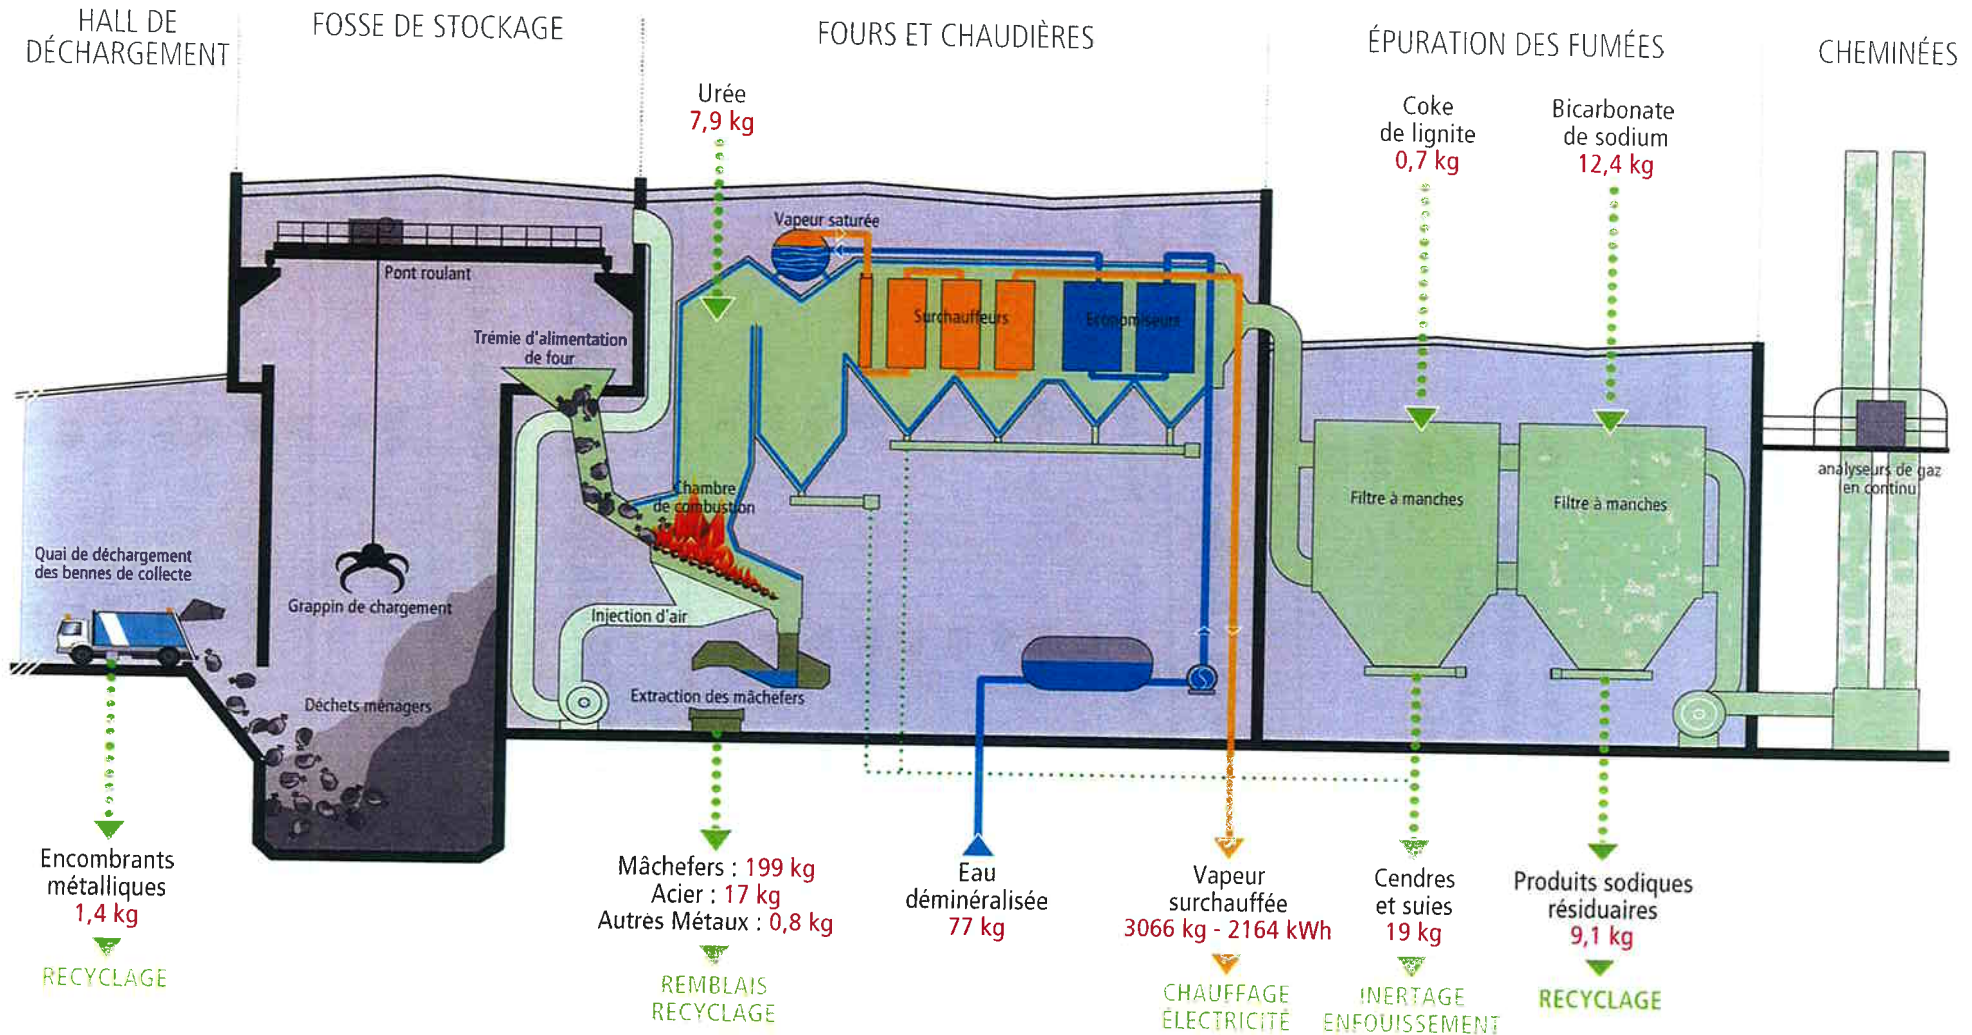 HALL DE
DÉCHARGEMENT
FOSSE DE STOCKAGE
FOURS ET CHAUDIÈRES
ÉPURATION DES FUMÉES
CHEMINÉES
Urée
7,9 kg
Coke
de lignite
0,7 kg
Bicarbonate
de sodium
12,4 kg
Vapeur saturée
Pont roulant
Trémie d'alimentation
de four
Surchauffeurs
Economiseurs
Chambre
de combustion
Filtre à manches
Filtre à manches
analyseurs de gaz
en continu
Quai de déchargement
des bennes de collecte
Grappin de chargement
Injection d'air
Déchets ménagers
Extraction des mâchefers
Encombrants
métalliques
1,4 kg
RECYCLAGE
Mâchefers : 199 kg
Acier : 17 kg
Autres Métaux : 0,8 kg
REMBLAIS
RECYCLAGE
Eau
déminéralisée
77 kg
Vapeur
surchauffée
3066 kg - 2164 kWh
CHAUFFAGE
ÉLECTRICITÉ
Cendres
et suies
19 kg
INERTAGE
ENFOUISSEMENT
Produits sodiques
résiduaires
9,1 kg
RECYCLAGE